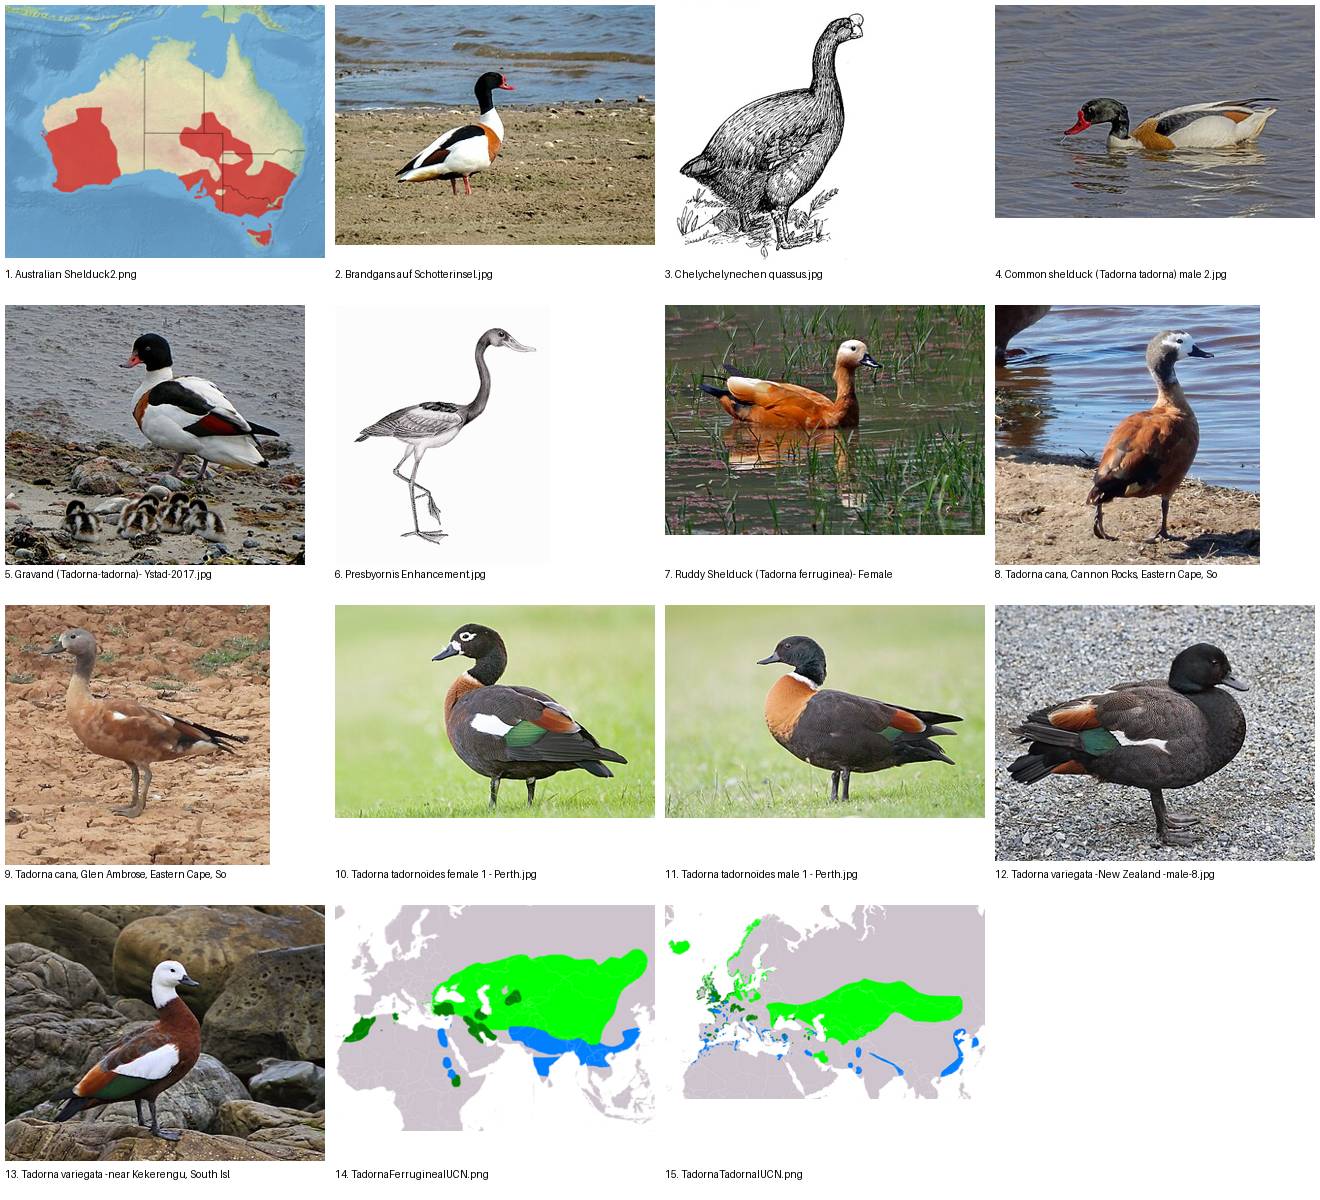 1. Australian Shelduck2.png
2. Brandgans auf Schotterinsel.jpg
3. Chelychelynechen quassus.jpg
4. Common shelduck (Tadorna tadorna) male 2.jpg
5. Gravand (Tadorna-tadorna)- Ystad-2017.jpg
6. Presbyornis Enhancement.jpg
7. Ruddy Shelduck (Tadorna ferruginea)- Female
8. Tadorna cana, Cannon Rocks, Eastern Cape, So
9. Tadorna cana, Glen Ambrose, Eastern Cape, So
10. Tadorna tadornoides female 1 - Perth.jpg
11. Tadorna tadornoides male 1 - Perth.jpg
12. Tadorna variegata -New Zealand -male-8.jpg
13. Tadorna variegata -near Kekerengu, South Isl
14. TadornaFerrugineaIUCN.png
15. TadornaTadornaIUCN.png